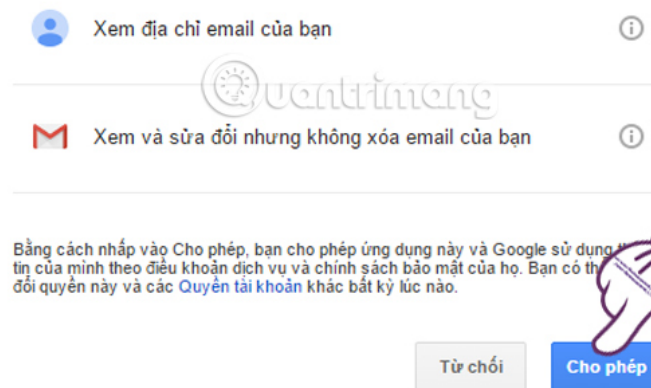 Xem địa chỉ email của bạn
Quantrimang
Xem và sửa đổi nhưng không xóa email của bạn
Bằng cách nhấp vào Cho phép, bạn cho phép ứng dụng này và Google sử dụng
tin của mình theo điều khoản dịch vụ và chính sách bảo mật của họ. Bạn có
đổi quyền này và các Quyền tài khoản khác bất kỳ lúc nào.
Từ chối
Cho phép